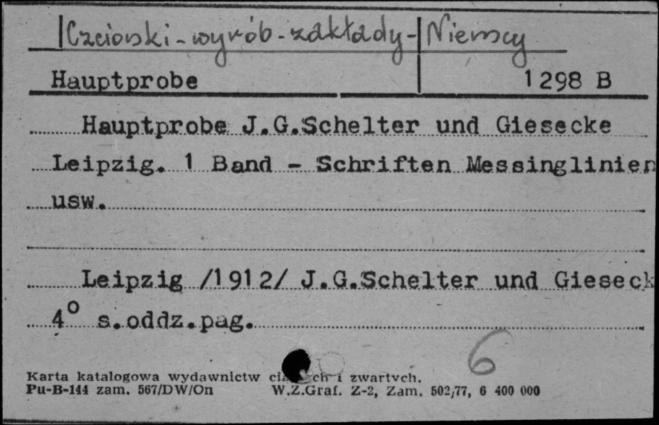 Czcionski-wyrób-zakłady-Niemcy
Hauptprobe 1298 B
Hauptprobe J.G.Schelter und Giesecke
Leipzig. 1 Band - Schriften Messinglinien
usw.
Leipzig /1912/ J.G.Schelter und Gieseck
4° s.oddz.pag.
6
Karta katalogowa wydawnictw i zwartych.
Pu-B-144 zam. 567/DW/On W.Z.Graf. Z-2, Zam. 502/77, 6 400 000